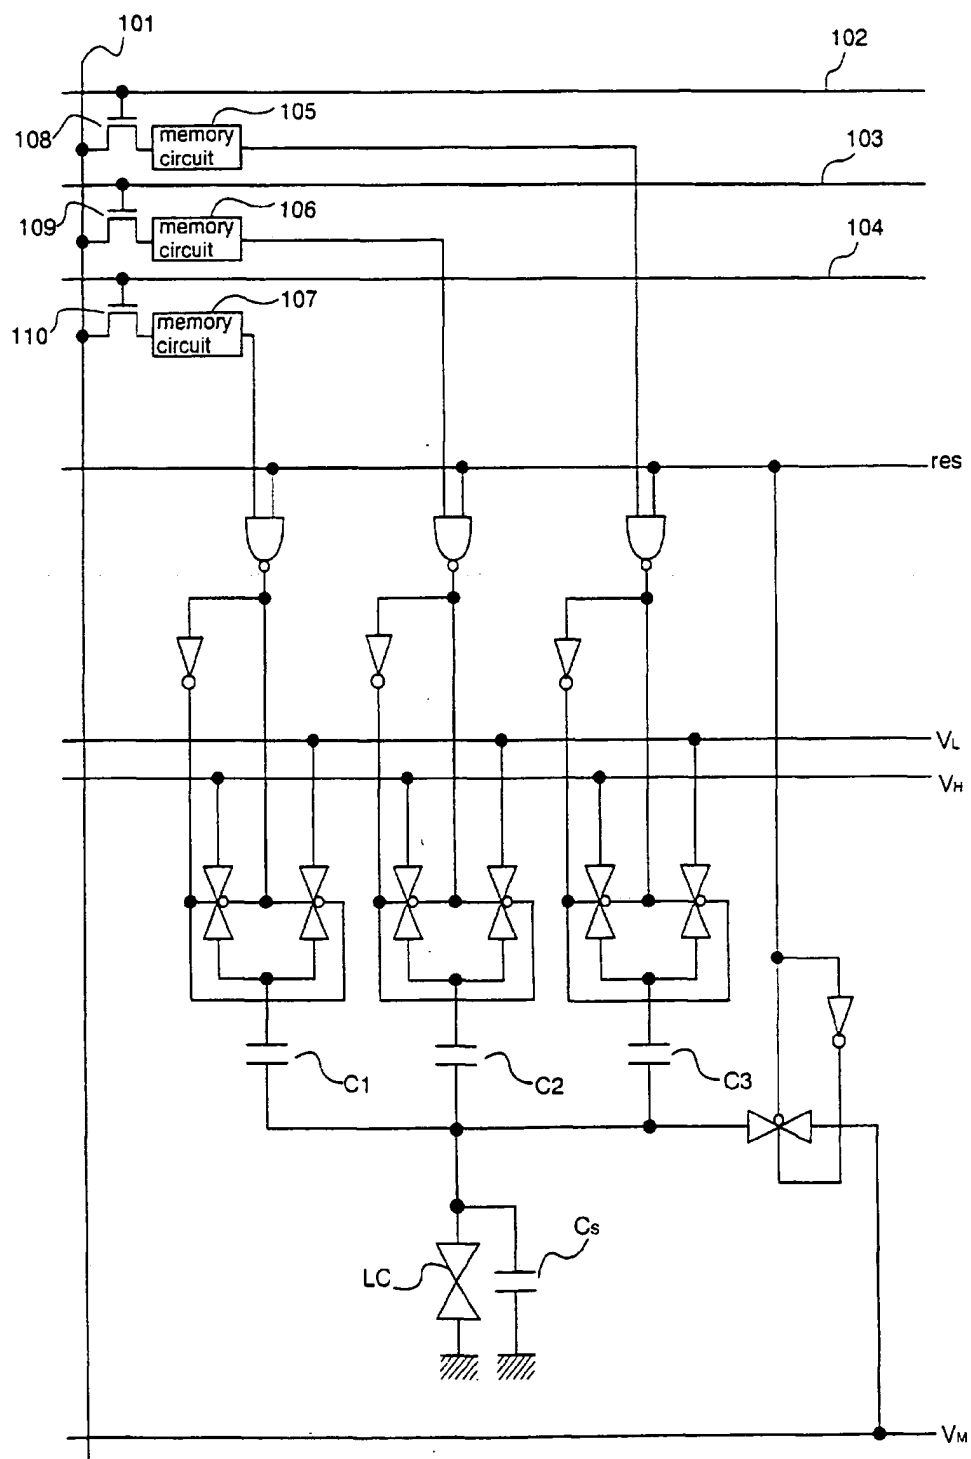 101
102
108
memory
circuit
105
103
109
memory
circuit
106
104
110
memory
circuit
107
res
VL
VH
C1
C2
C3
LC
Cs
VM